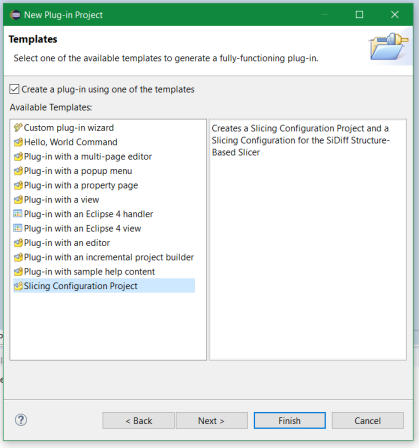 New Plug-in Project
Templates
Select one of the available templates to generate a fully-functioning plug-in.
Create a plug-in using one of the templates
Available Templates:
Custom plug-in wizard
Hello, World Command
Plug-in with a multi-page editor
Plug-in with a popup menu
Plug-in with a property page
Plug-in with a view
Plug-in with an Eclipse 4 handler
Plug-in with an Eclipse 4 view
Plug-in with an editor
Plug-in with an incremental project builder
Plug-in with sample help content
Slicing Configuration Project
Creates a Slicing Configuration Project and a
Slicing Configuration for the SiDiff Structure-
Based Slicer
?
< Back
Next >
Finish
Cancel